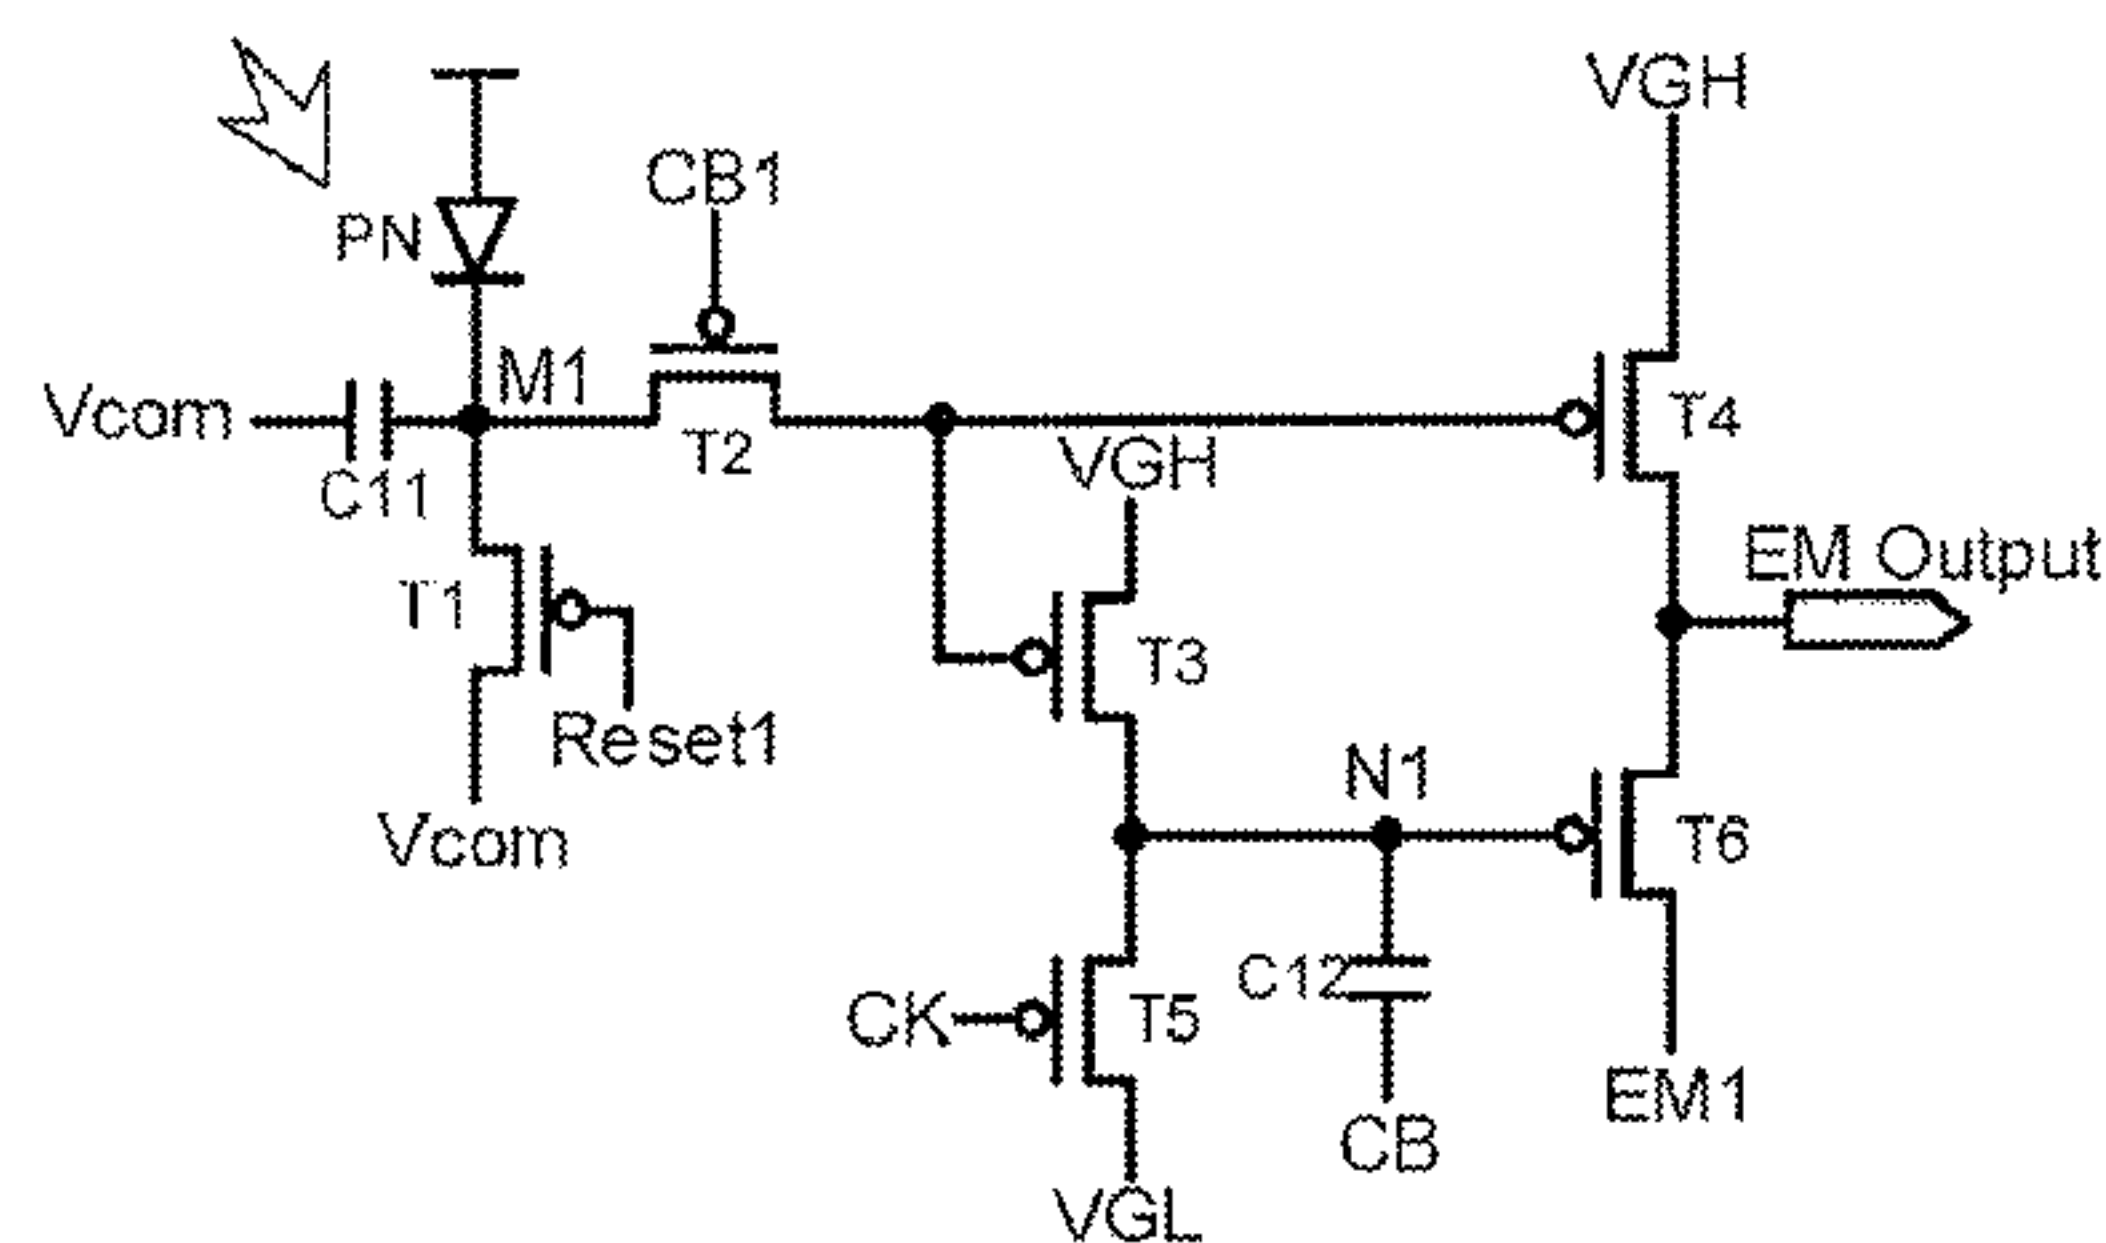 VGH
CB1
PN
M1
Vcom
T2
T4
VGH
C11
EM Output
T1
T3
Reset1
N1
Vcom
T6
C12
CK
T5
EM1
CB
VGL